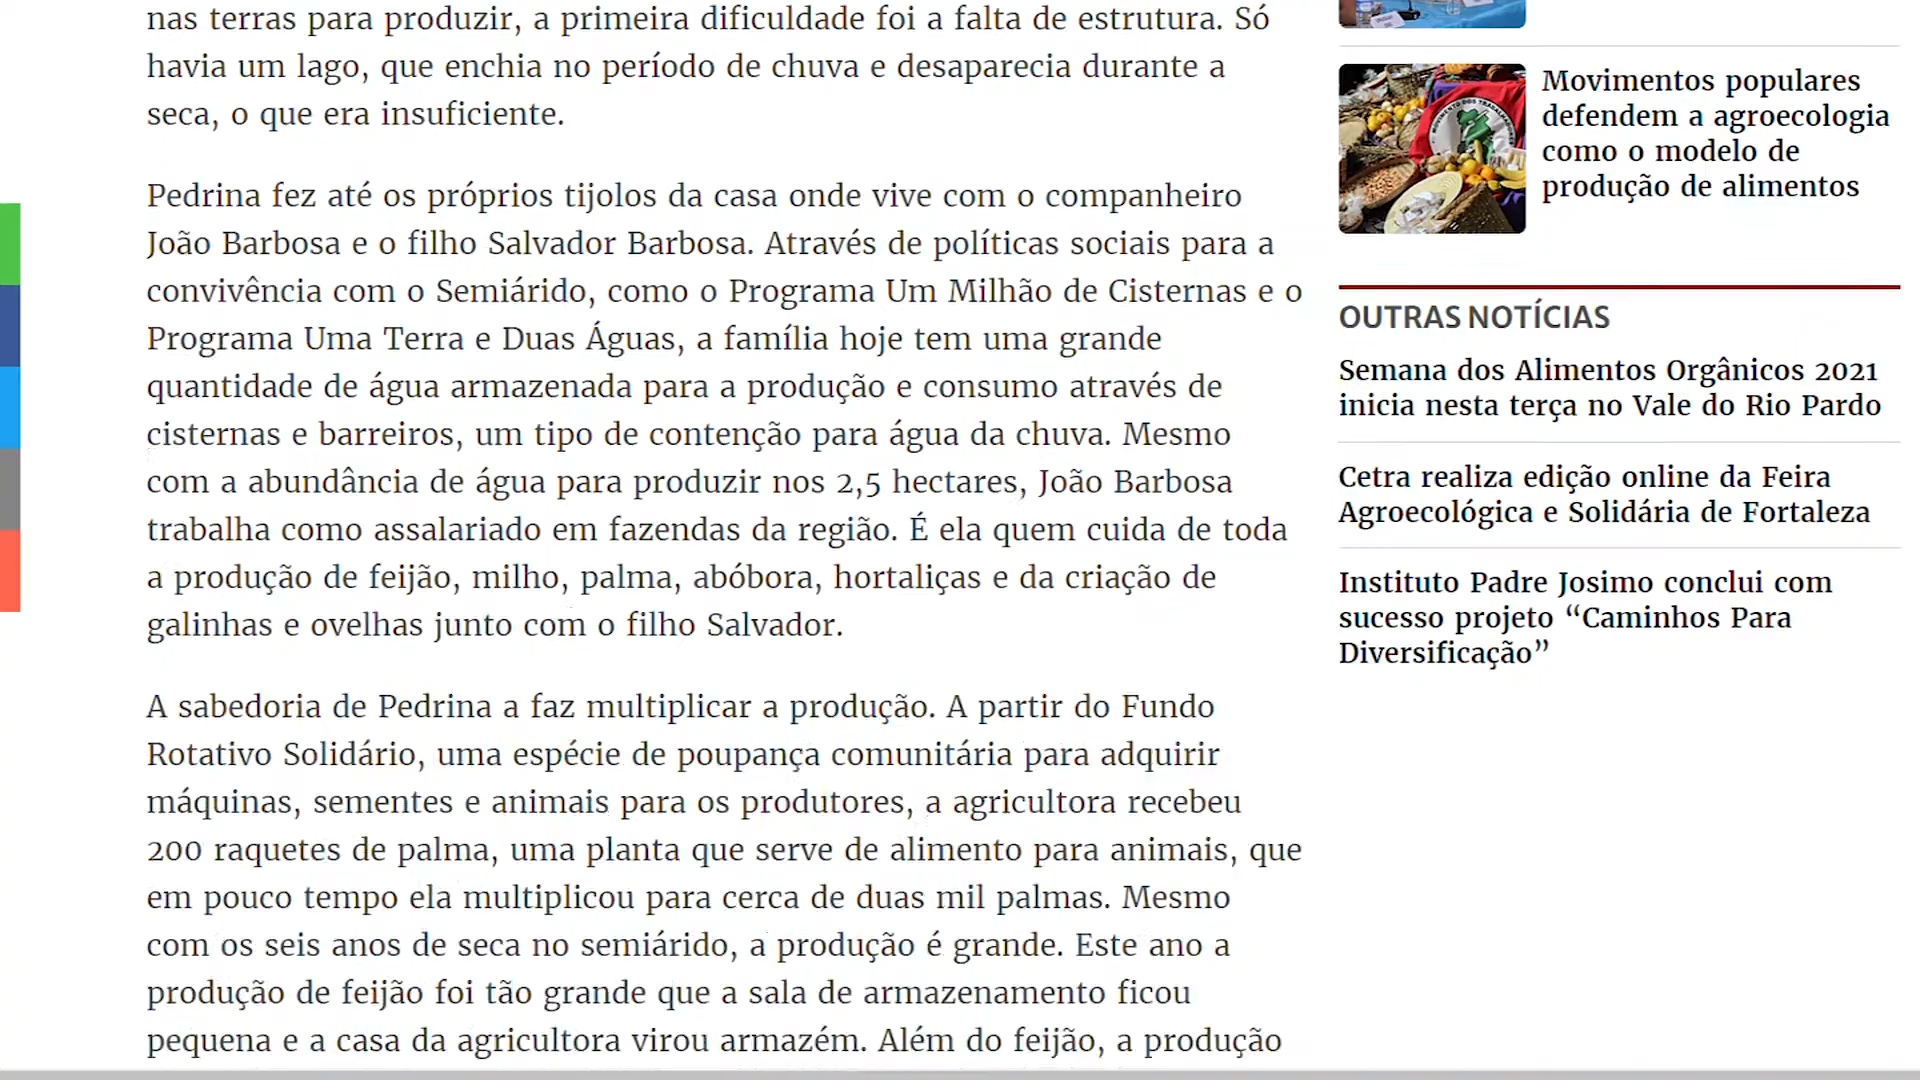 nas terras para produzir, a primeira dificuldade foi a falta de estrutura. Só
havia um lago, que enchia no período de chuva e desaparecia durante a
seca, o que era insuficiente.
Pedrina fez até os próprios tijolos da casa onde vive com o companheiro
João Barbosa e o filho Salvador Barbosa. Através de políticas sociais para a
convivência com o Semiárido, como o Programa Um Milhão de Cisternas e o
Programa Uma Terra e Duas Águas, a família hoje tem uma grande
quantidade de água armazenada para a produção e consumo através de
cisternas e barreiros, um tipo de contenção para água da chuva. Mesmo
com a abundância de água para produzir nos 2,5 hectares, João Barbosa
trabalha como assalariado em fazendas da região. É ela quem cuida de toda
a produção de feijão, milho, palma, abóbora, hortaliças e da criação de
galinhas e ovelhas junto com o filho Salvador.
A sabedoria de Pedrina a faz multiplicar a produção. A partir do Fundo
Rotativo Solidário, uma espécie de poupança comunitária para adquirir
máquinas, sementes e animais para os produtores, a agricultora recebeu
200 raquetes de palma, uma planta que serve de alimento para animais, que
em pouco tempo ela multiplicou para cerca de duas mil palmas. Mesmo
com os seis anos de seca no semiárido, a produção é grande. Este ano a
produção de feijão foi tão grande que a sala de armazenamento ficou
pequena e a casa da agricultora virou armazém. Além do feijão, a produção
Movimentos populares
defendem a agroecologia
como o modelo de
produção de alimentos
OUTRAS NOTÍCIAS
Semana dos Alimentos Orgânicos 2021
inicia nesta terça no Vale do Rio Pardo
Cetra realiza edição online da Feira
Agroecológica e Solidária de Fortaleza
Instituto Padre Josimo conclui com
sucesso projeto “Caminhos Para
Diversificação”